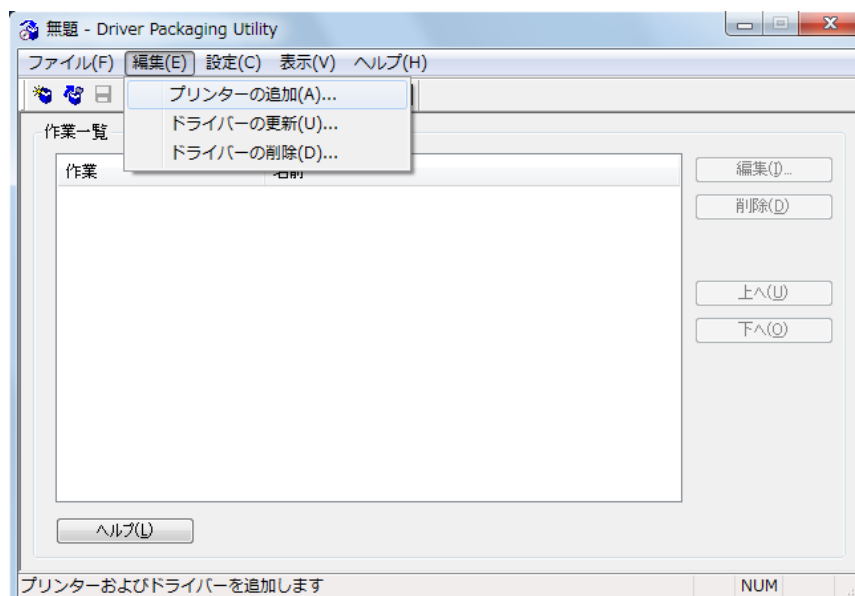 無題 - Driver Packaging Utility
ファイル(F) 編集(E) 設定(C) 表示(V) ヘルプ(H)
プリンターの追加(A)...
ドライバーの更新(U)...
ドライバーの削除(D)...
作業一覧
作業 名前
編集(I)...
削除(D)
上へ(U)
下へ(O)
ヘルプ(L)
プリンターおよびドライバーを追加します NUM